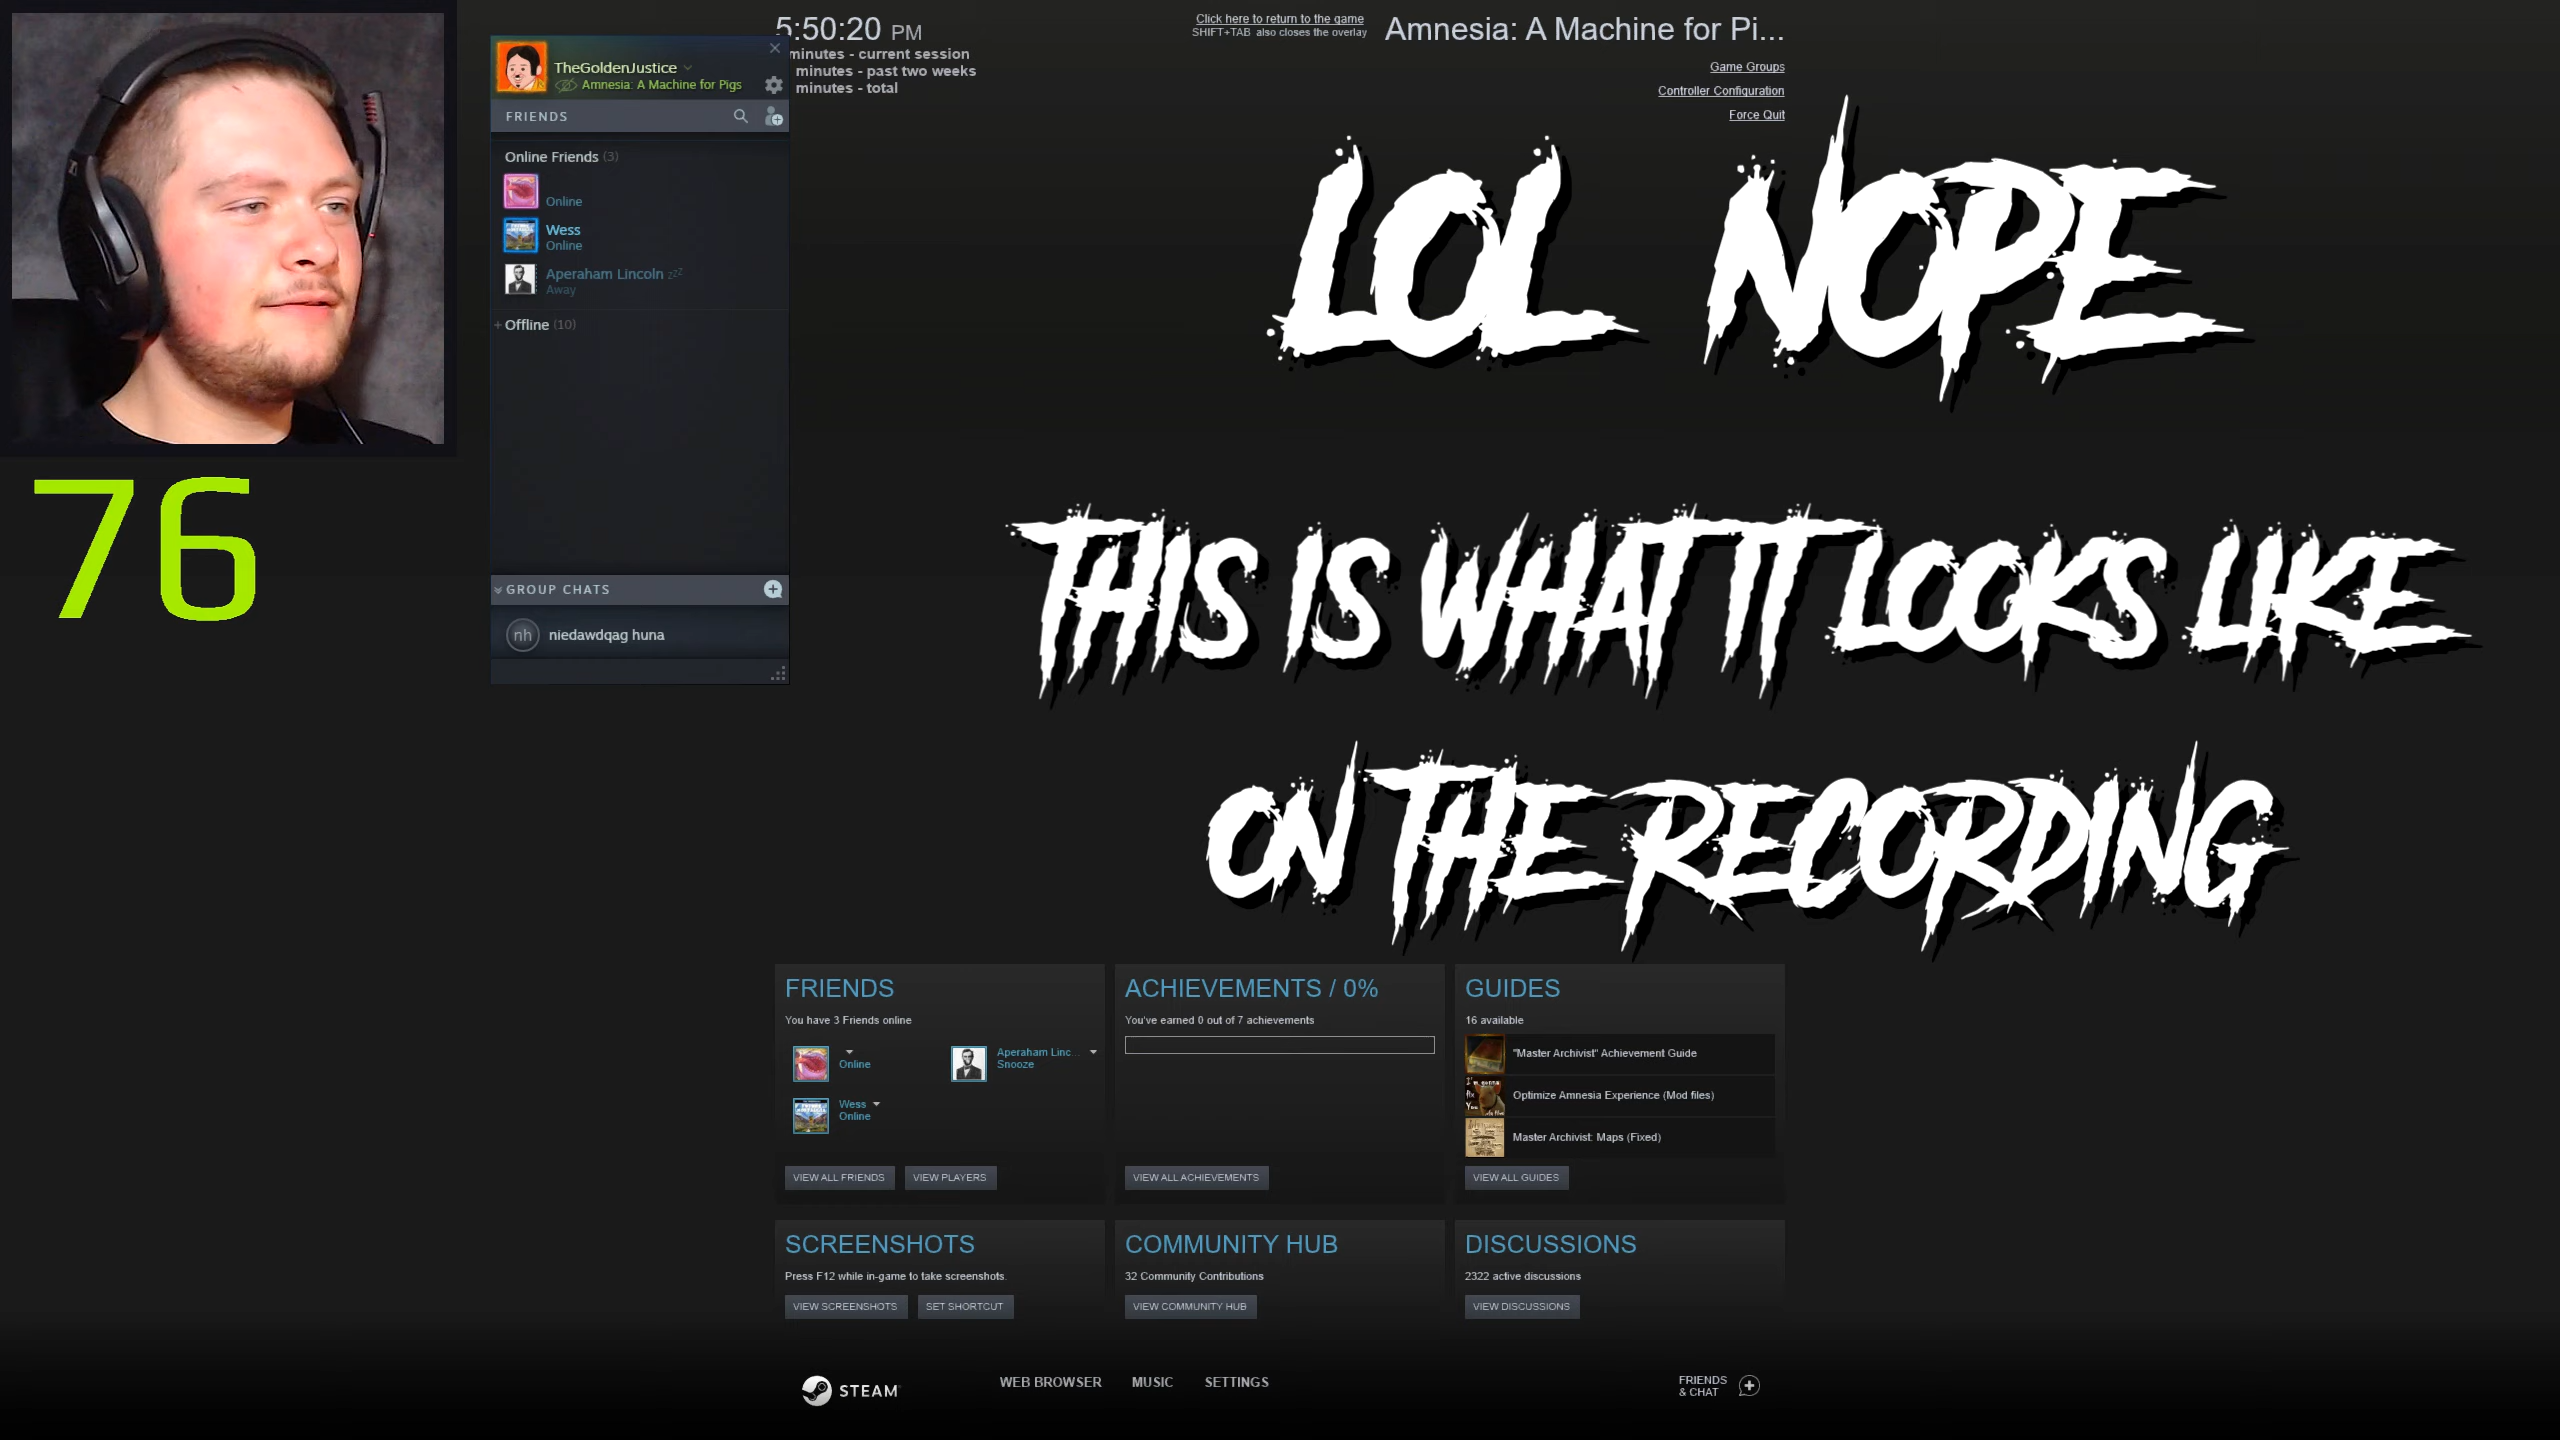 5:50:20 PM
minutes - current session
minutes - past two weeks
minutes - total
Click here to return to the game
SHIFT+TAB also closes the overlay
Amnesia: A Machine for Pi...
Game Groups
Controller Configuration
Force Quit
TheGoldenJustice
Amnesia: A Machine for Pigs
FRIENDS
Online Friends (3)
Online
Wess
Online
Aperaham Lincoln zzZ
Away
+ Offline (10)
GROUP CHATS
nh niedawdqag huna
76
LOL NOPE
THIS IS WHAT IT LOOKS LIKE
ON THE RECORDING
FRIENDS
You have 3 Friends online
Online
Aperaham Linc...
Snooze
Wess
Online
VIEW ALL FRIENDS VIEW PLAYERS
ACHIEVEMENTS / 0%
You've earned 0 out of 7 achievements
VIEW ALL ACHIEVEMENTS
GUIDES
16 available
"Master Archivist" Achievement Guide
Optimize Amnesia Experience (Mod files)
Master Archivist: Maps (Fixed)
VIEW ALL GUIDES
SCREENSHOTS
Press F12 while in-game to take screenshots.
VIEW SCREENSHOTS SET SHORTCUT
COMMUNITY HUB
32 Community Contributions
VIEW COMMUNITY HUB
DISCUSSIONS
2322 active discussions
VIEW DISCUSSIONS
STEAM
WEB BROWSER MUSIC SETTINGS
FRIENDS
& CHAT